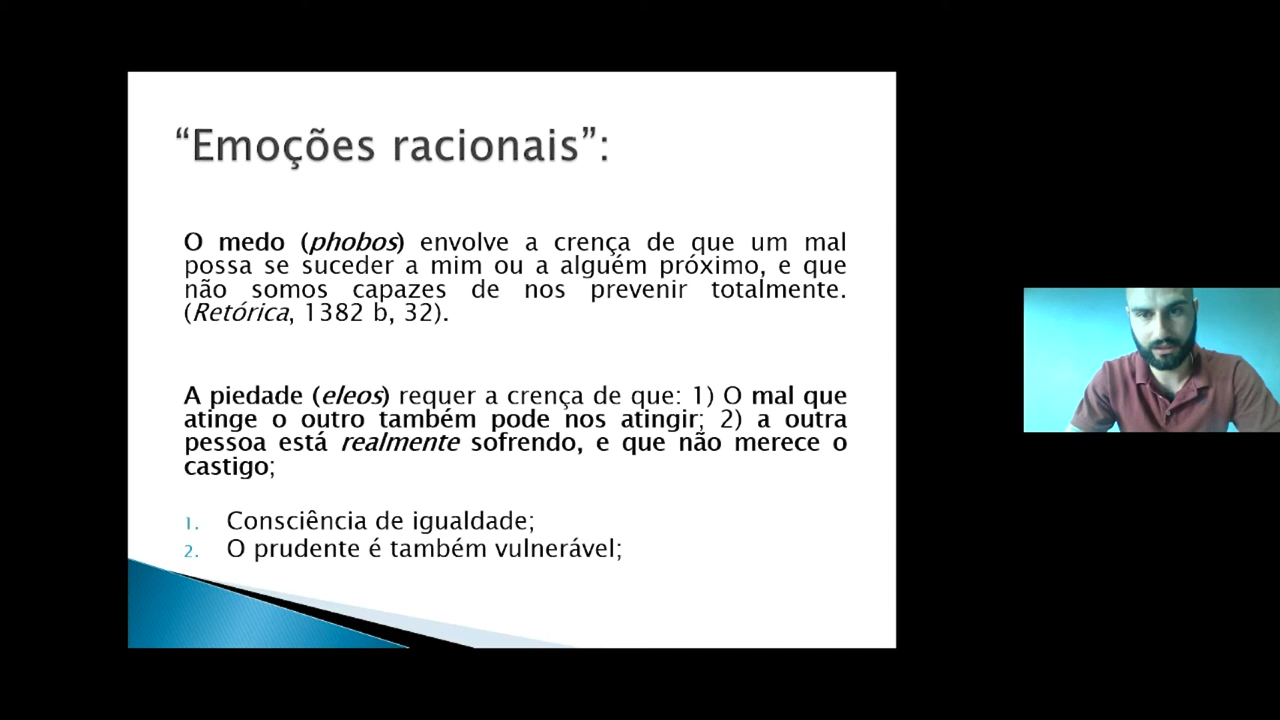 “Emoções racionais”:
O medo (phobos) envolve a crença de que um mal
possa se suceder a mim ou a alguém próximo, e que
não somos capazes de nos prevenir totalmente.
(Retórica, 1382 b, 32).
A piedade (eleos) requer a crença de que: 1) O mal que
atinge o outro também pode nos atingir; 2) a outra
pessoa está realmente sofrendo, e que não merece o
castigo;
1. Consciência de igualdade;
2. O prudente é também vulnerável;